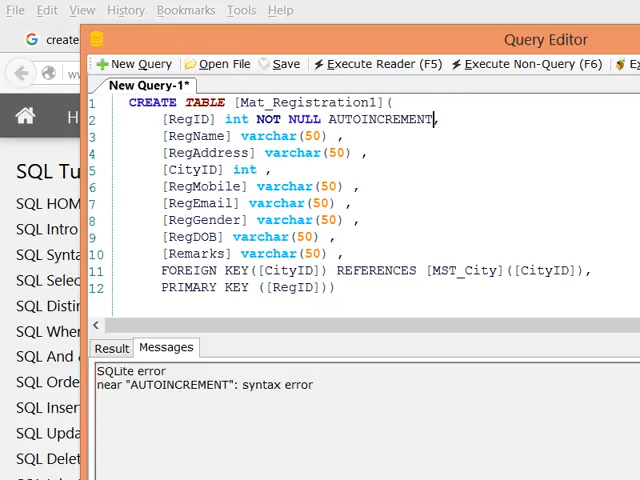 File Edit View History Bookmarks Tools Help
create
Query Editor
New Query Open File Save Execute Reader (F5) Execute Non-Query (F6)
New Query-1*
1 CREATE TABLE [Mat_Registration1](
2 [RegID] int NOT NULL AUTOINCREMENT,
3 [RegName] varchar(50) ,
4 [RegAddress] varchar(50) ,
5 [CityID] int ,
6 [RegMobile] varchar(50) ,
7 [RegEmail] varchar(50) ,
8 [RegGender] varchar(50) ,
9 [RegDOB] varchar(50) ,
10 [Remarks] varchar(50) ,
11 FOREIGN KEY([CityID]) REFERENCES [MST_City]([CityID]),
12 PRIMARY KEY ([RegID]))
Result Messages
SQLite error
near "AUTOINCREMENT": syntax error
H
SQL Tu
SQL HOM
SQL Intro
SQL Synta
SQL Selec
SQL Distin
SQL Wher
SQL And &
SQL Orde
SQL Inser
SQL Upda
SQL Delet